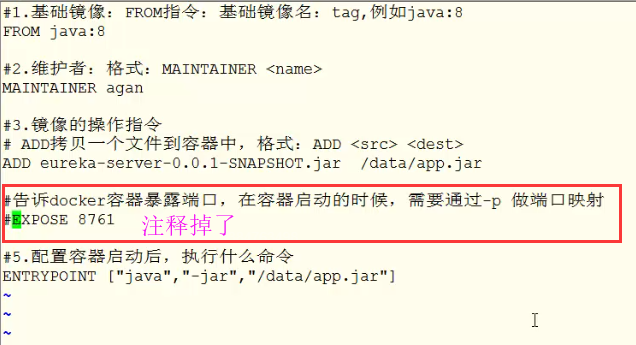 #1.基础镜像：FROM指令：基础镜像名：tag,例如java:8
FROM java:8
#2.维护者：格式：MAINTAINER <name>
MAINTAINER agan
#3.镜像的操作指令
# ADD拷贝一个文件到容器中，格式：ADD <src> <dest>
ADD eureka-server-0.0.1-SNAPSHOT.jar  /data/app.jar
#告诉docker容器暴露端口，在容器启动的时候，需要通过-p 做端口映射
#EXPOSE 8761
注释掉了
#5.配置容器启动后，执行什么命令
ENTRYPOINT ["java","-jar","/data/app.jar"]
~
~
~